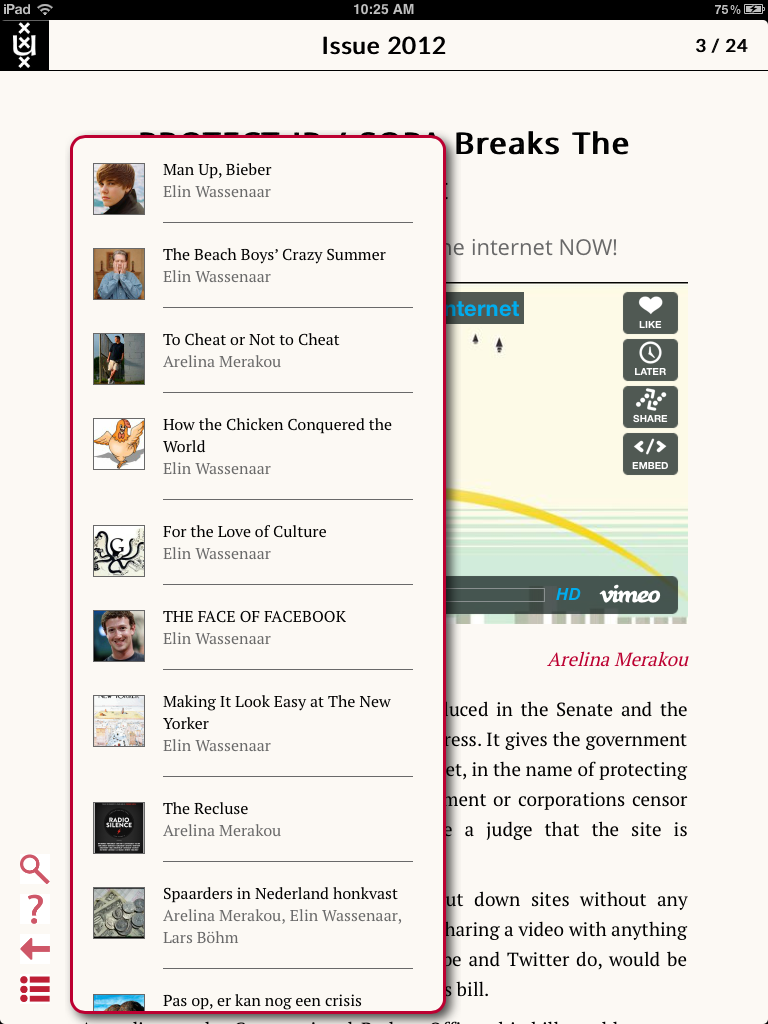 iPad
10:25 AM
75%
Issue 2012
3 / 24
Breaks The
he internet NOW!
nternet
LIKE
LATER
SHARE
EMBED
HD
vimeo
Arelina Merakou
luced in the Senate and the
ress. It gives the government
et, in the name of protecting
ment or corporations censor
e a judge that the site is
ut down sites without any
haring a video with anything
be and Twitter do, would be
s bill.
Man Up, Bieber
Elin Wassenaar
The Beach Boys’ Crazy Summer
Elin Wassenaar
To Cheat or Not to Cheat
Arelina Merakou
How the Chicken Conquered the
World
Elin Wassenaar
For the Love of Culture
Elin Wassenaar
THE FACE OF FACEBOOK
Elin Wassenaar
Making It Look Easy at The New
Yorker
Elin Wassenaar
RADIO
SILENCE
The Recluse
Arelina Merakou
Spaarders in Nederland honkvast
Arelina Merakou, Elin Wassenaar,
Lars Böhm
Pas op, er kan nog een crisis